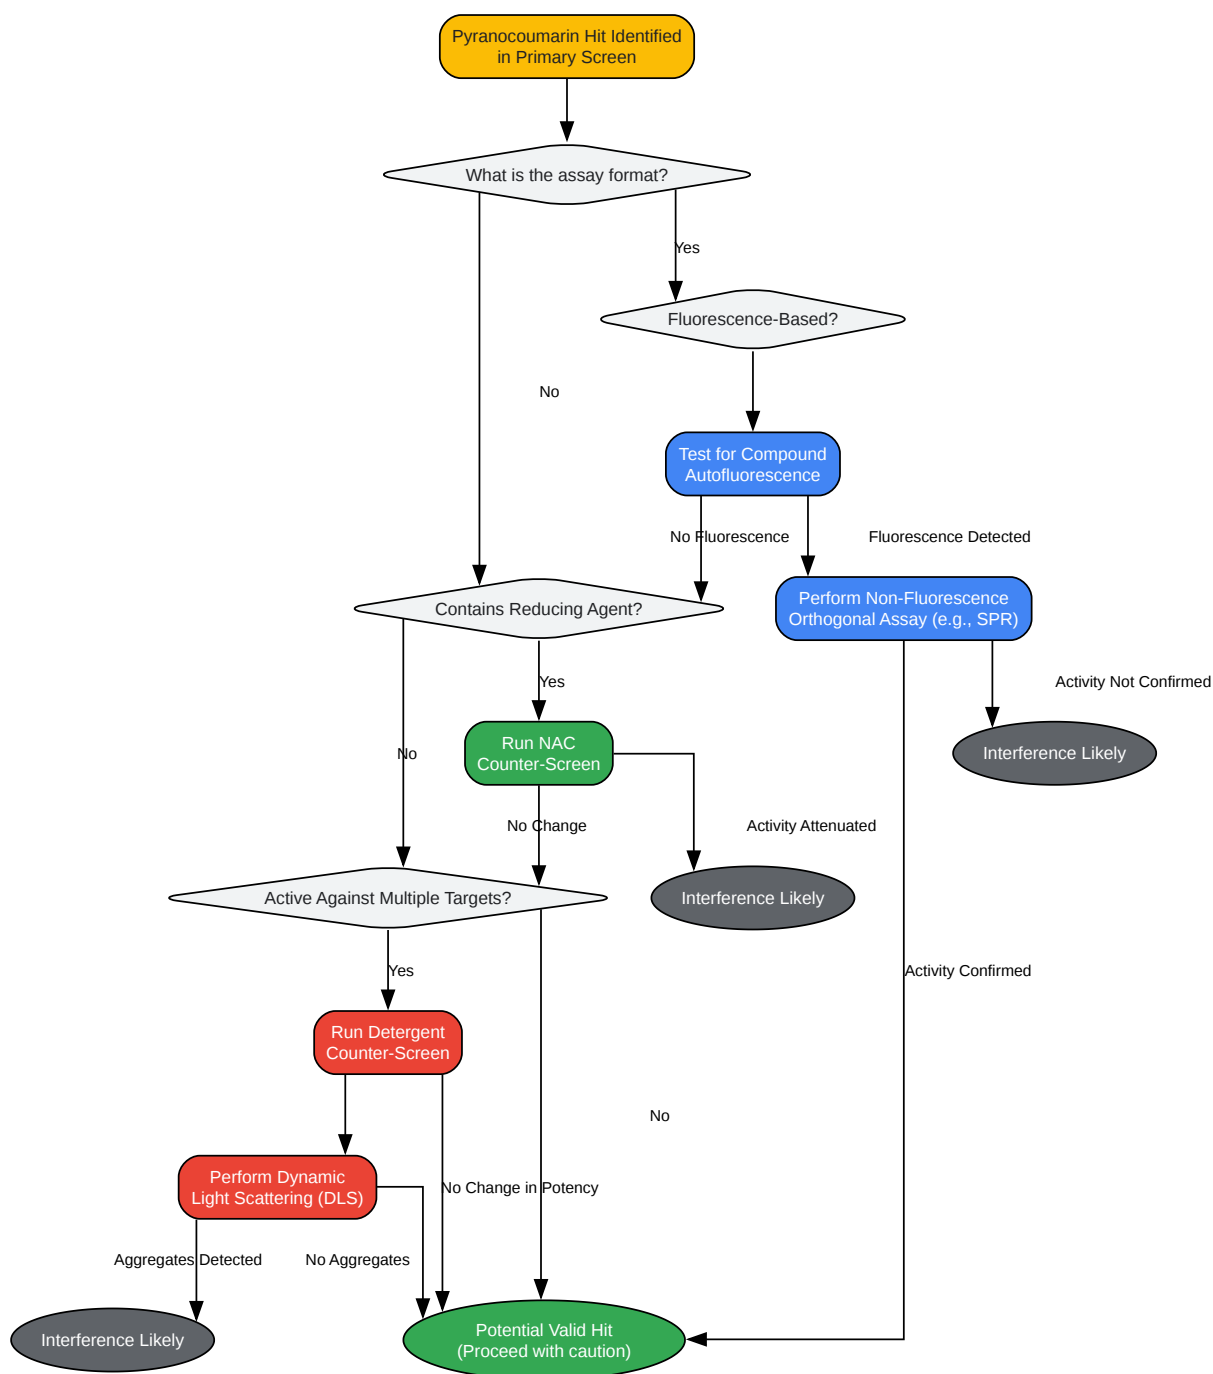 Pyranocoumarin Hit Identified
in Primary Screen
What is the assay format?
Yes
Fluorescence-Based?
No
Test for Compound
Autofluorescence
No Fluorescence
Fluorescence Detected
Perform Non-Fluorescence
Orthogonal Assay (e.g., SPR)
Contains Reducing Agent?
Yes
Activity Not Confirmed
Run NAC
Counter-Screen
No
Interference Likely
No Change
Activity Attenuated
Active Against Multiple Targets?
Interference Likely
Yes
Activity Confirmed
Run Detergent
Counter-Screen
No
Perform Dynamic
Light Scattering (DLS)
No Change in Potency
Aggregates Detected
No Aggregates
Interference Likely
Potential Valid Hit
(Proceed with caution)